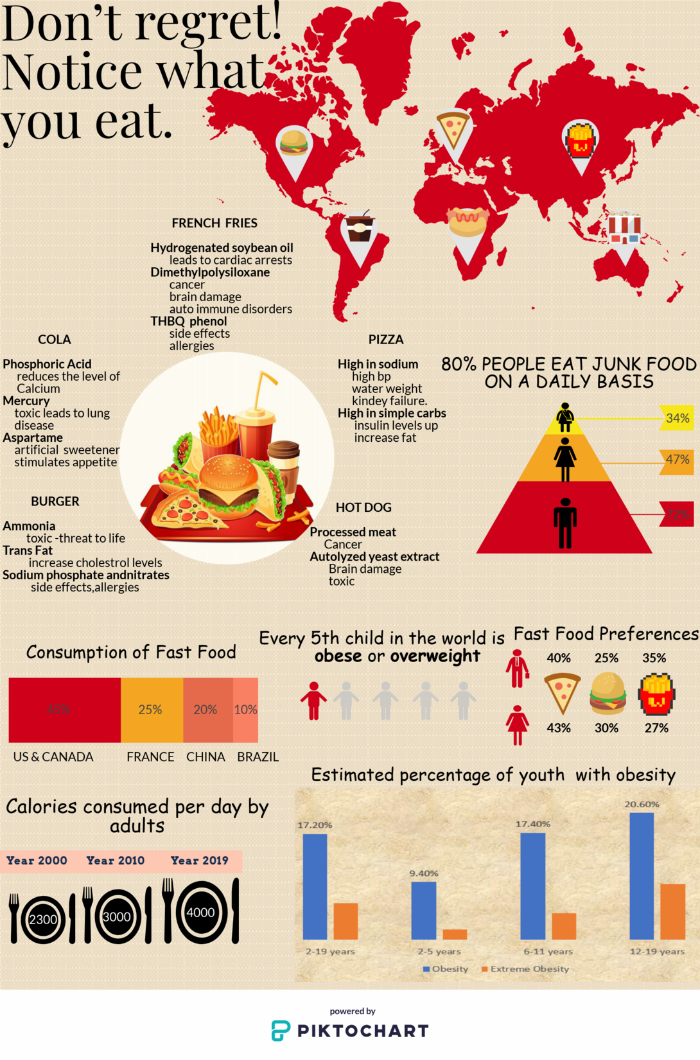 Don't regret!
Notice what
you eat.
FRENCH FRIES
Hydrogenated soybean oil
leads to cardiac arrests
Dimethylpolysiloxane
cancer
brain damage
auto immune disorders
THBQ phenol
side effects
allergies
COLA
Phosphoric Acid
reduces the level of
Calcium
Mercury
toxic leads to lung
disease
Aspartame
artificial sweetener
stimulates appetite
PIZZA
High in sodium
high bp
water weight
kindey failure.
High in simple carbs
insulin levels up
increase fat
80% PEOPLE EAT JUNK FOOD
ON A DAILY BASIS
34%
47%
BURGER
Ammonia
toxic -threat to life
Trans Fat
increase cholestrol levels
Sodium phosphate andnitrates
side effects,allergies
HOT DOG
Processed meat
Cancer
Autolyzed yeast extract
Brain damage
toxic
Consumption of Fast Food
25%
20%
10%
US & CANADA
FRANCE
CHINA
BRAZIL
Every 5th child in the world is
obese or overweight
Fast Food Preferences
40% 25% 35%
43% 30% 27%
Calories consumed per day by
adults
Year 2000 Year 2010 Year 2019
2300 3000 4000
Estimated percentage of youth with obesity
17.20%
9.40%
17.40%
20.60%
2-19 years 2-5 years 6-11 years 12-19 years
Obesity Extreme Obesity
powered by
PIKTOCHART